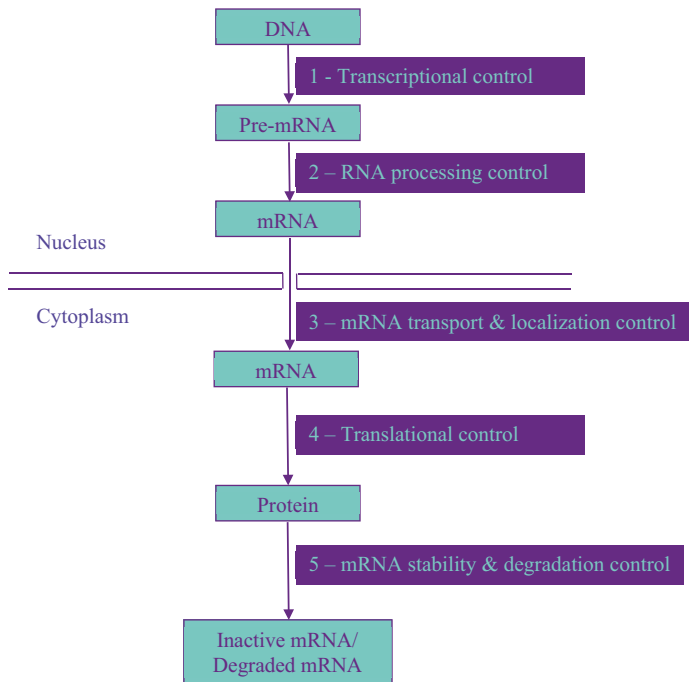 DNA
1 - Transcriptional control
Pre-mRNA
2 – RNA processing control
mRNA
Nucleus
Cytoplasm
3 – mRNA transport & localization control
mRNA
4 – Translational control
Protein
5 – mRNA stability & degradation control
Inactive mRNA/
Degraded mRNA